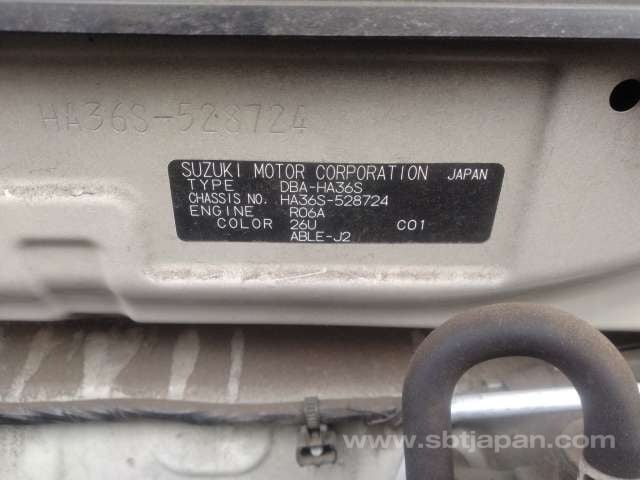 HA36S-528724
SUZUKI MOTOR CORPORATION JAPAN
TYPE DBA-HA36S
CHASSIS NO. HA36S-528724
ENGINE R06A
COLOR 26U C01
ABLE-J2
www.sbtjapan.com